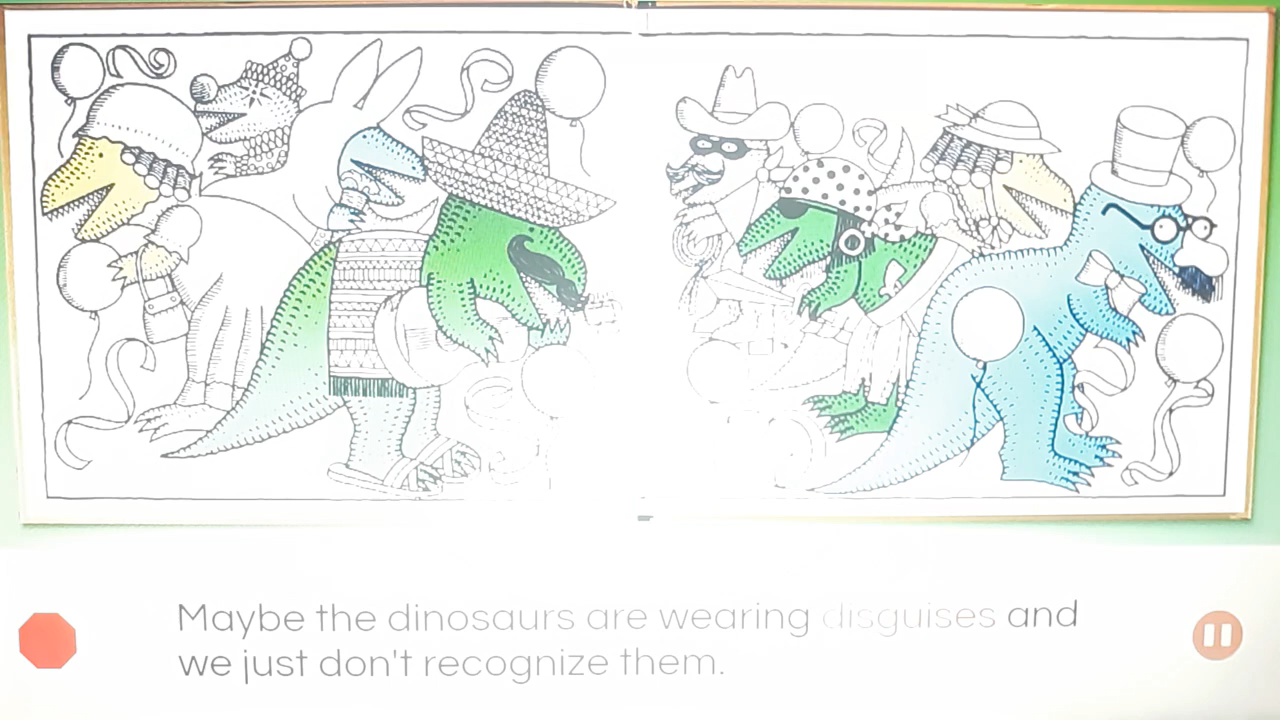 Maybe the dinosaurs are wearing disguises and
we just don't recognize them.